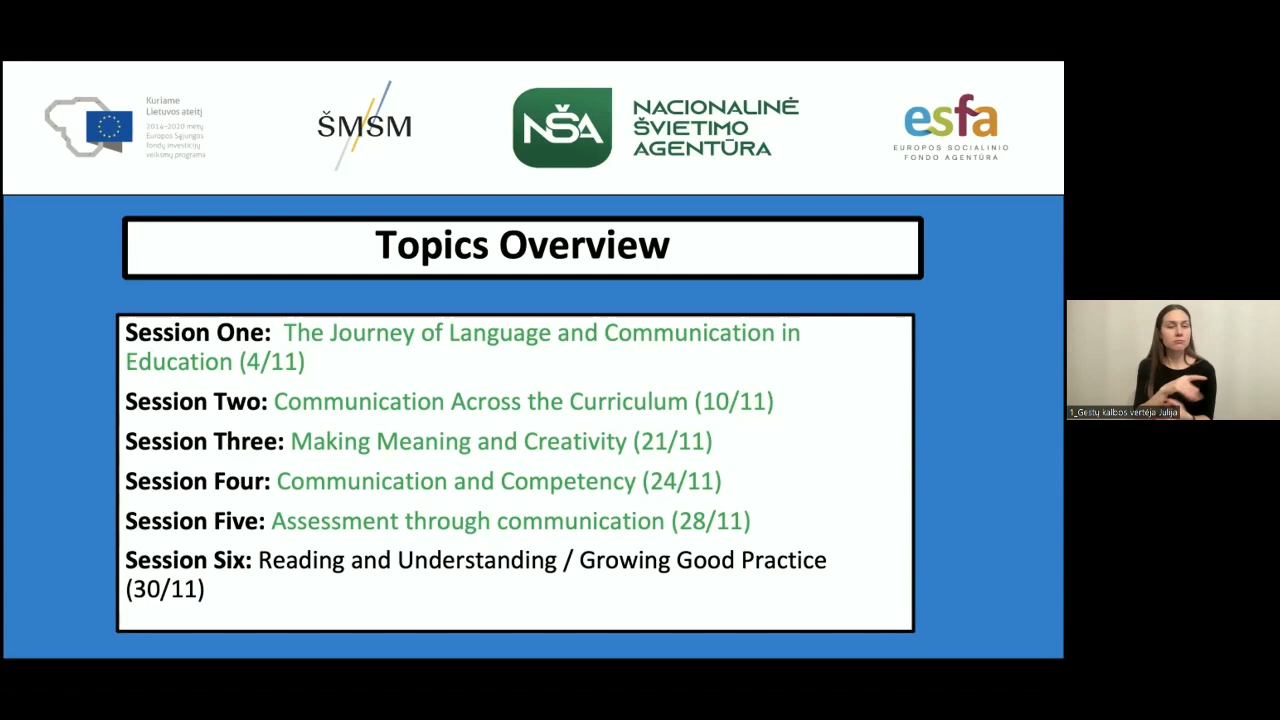 Kuriame
Lietuvos ateitį
2014–2020 metų
Europos Sąjungos
fondų investicijų
veiksmų programa
ŠMSM
NŠA
NACIONALINĖ
ŠVIETIMO
AGENTŪRA
esfa
EUROPOS SOCIALINIO
FONDO AGENTŪRA
Topics Overview
Session One: The Journey of Language and Communication in
Education (4/11)
Session Two: Communication Across the Curriculum (10/11)
Session Three: Making Meaning and Creativity (21/11)
Session Four: Communication and Competency (24/11)
Session Five: Assessment through communication (28/11)
Session Six: Reading and Understanding / Growing Good Practice
(30/11)
1_Gestų kalbos vertėja Julija